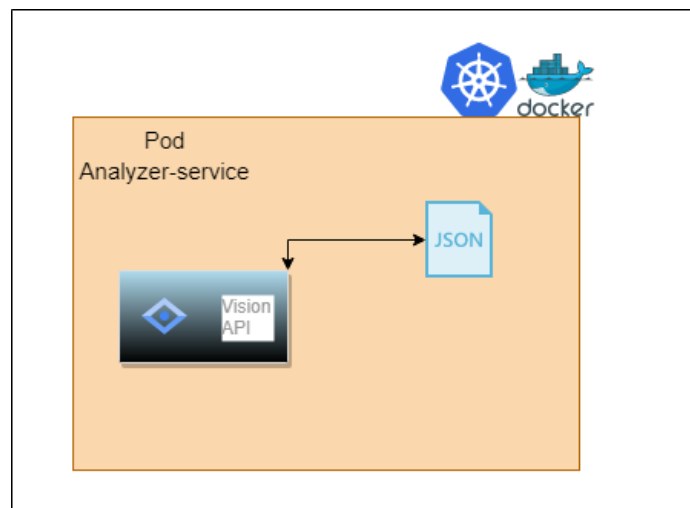 docker
Pod
Analyzer-service
JSON
Vision
API